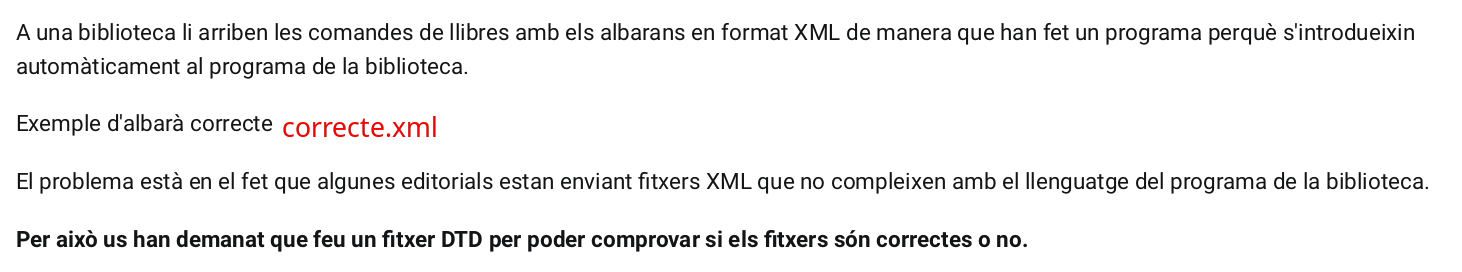 A una biblioteca li arriben les comandes de llibres amb els albarans en format XML de manera que han fet un programa perquè s'introdueixin
automàticament al programa de la biblioteca.
Exemple d'albarà correcte correcte.xml
El problema està en el fet que algunes editorials estan enviant fitxers XML que no compleixen amb el llenguatge del programa de la biblioteca.
Per això us han demanat que feu un fitxer DTD per poder comprovar si els fitxers són correctes o no.